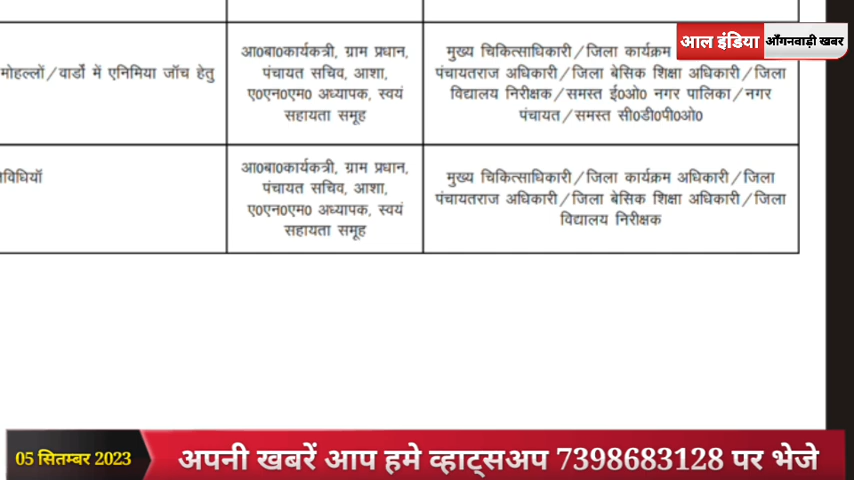 आल इंडिया आँगनवाड़ी खबर
आ0बा0कार्यकत्री, ग्राम प्रधान,
पंचायत सचिव, आशा,
ए0एन0एम0 अध्यापक, स्वयं
सहायता समूह
मुख्य चिकित्साधिकारी/जिला कार्यक्रम
पंचायतराज अधिकारी/जिला बेसिक शिक्षा अधिकारी/जिला
विद्यालय निरीक्षक/समस्त ई0ओ0 नगर पालिका/नगर
पंचायत/समस्त सी0डी0पी0ओ0
मोहल्लों/वार्डों में एनिमिया जॉच हेतु
आ0बा0कार्यकत्री, ग्राम प्रधान,
पंचायत सचिव, आशा,
ए0एन0एम0 अध्यापक, स्वयं
सहायता समूह
मुख्य चिकित्साधिकारी/जिला कार्यक्रम अधिकारी/जिला
पंचायतराज अधिकारी/जिला बेसिक शिक्षा अधिकारी/जिला
विद्यालय निरीक्षक
05 सितम्बर 2023
अपनी खबरें आप हमे व्हाट्सअप 7398683128 पर भेजे